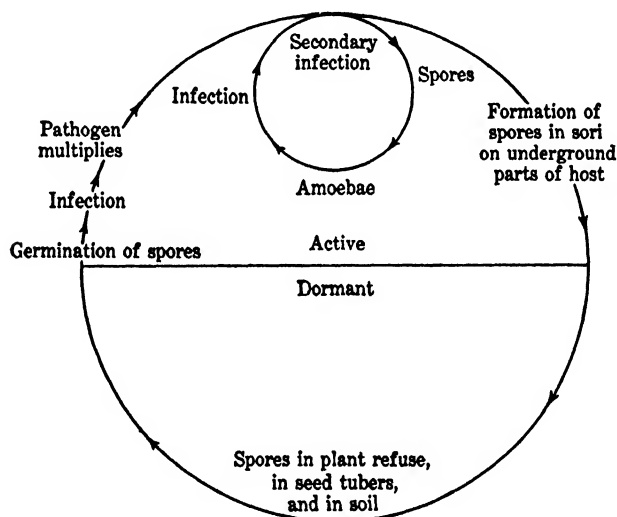 Secondary
infection
Spores
Infection
Amoebae
Pathogen
multiplies
Infection
Germination of spores
Formation of
spores in sori
on underground
parts of host
Active
Dormant
Spores in plant refuse,
in seed tubers,
and in soil